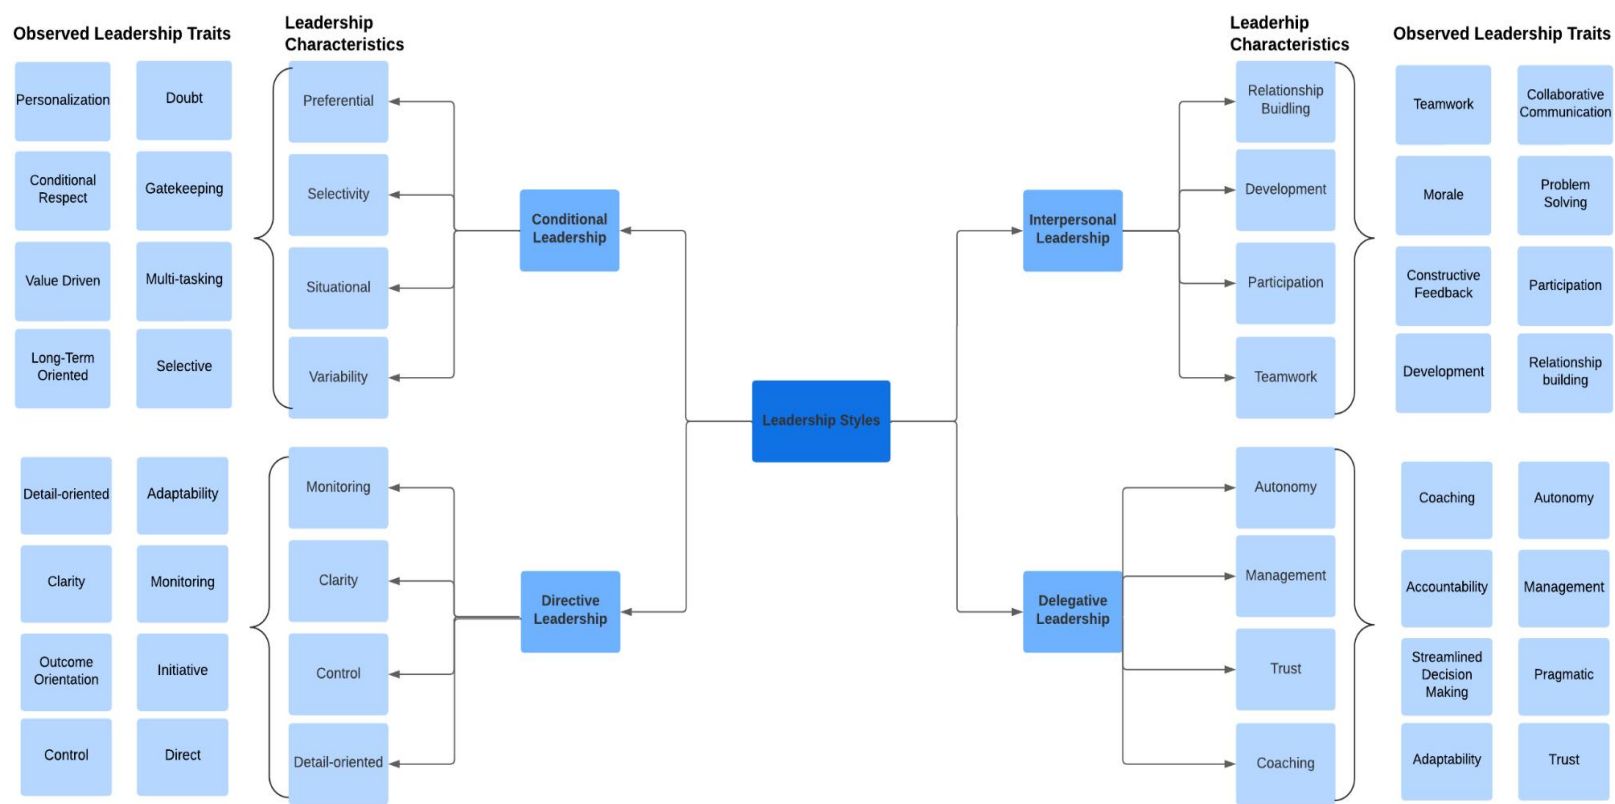 Observed Leadership Traits
Leadership
Characteristics
Personalization
Doubt
Conditional
Respect
Gatekeeping
Value Driven
Multi-tasking
Long-Term
Oriented
Selective
Preferential
Selectivity
Situational
Variability
Conditional
Leadership
Detail-oriented
Adaptability
Clarity
Monitoring
Outcome
Orientation
Initiative
Control
Direct
Monitoring
Clarity
Control
Detail-oriented
Directive
Leadership
Leadership Styles
Leaderhip
Characteristics
Observed Leadership Traits
Interpersonal
Leadership
Relationship
Buidling
Development
Participation
Teamwork
Teamwork
Collaborative
Communication
Morale
Problem
Solving
Constructive
Feedback
Participation
Development
Relationship
building
Delegative
Leadership
Autonomy
Management
Trust
Coaching
Coaching
Autonomy
Accountability
Management
Streamlined
Decision
Making
Pragmatic
Adaptability
Trust